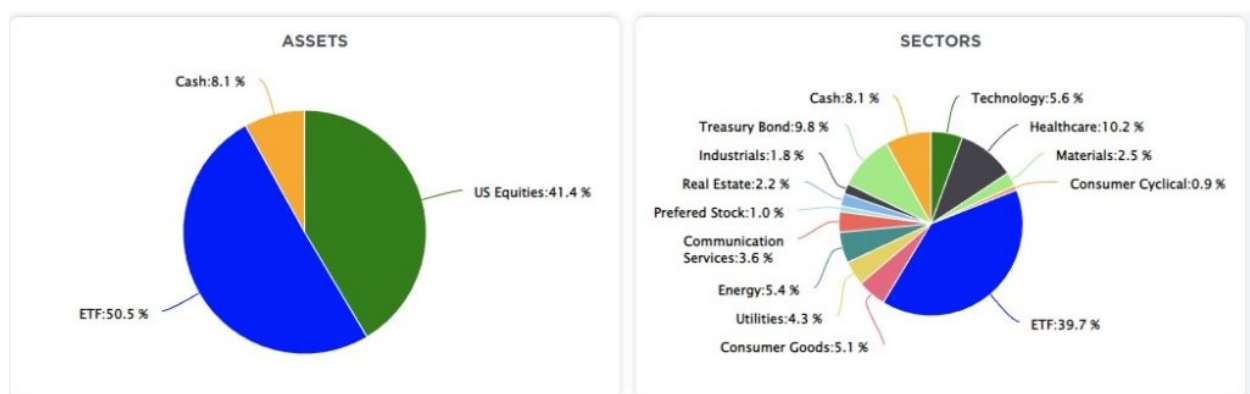 ASSETS
Cash:8.1 %
US Equities:41.4 %
ETF:50.5 %
SECTORS
Cash:8.1 %
Technology:5.6 %
Treasury Bond:9.8 %
Healthcare:10.2 %
Industrials:1.8 %
Materials:2.5 %
Real Estate:2.2 %
Consumer Cyclical:0.9 %
Prefered Stock:1.0 %
Communication
Services:3.6 %
Energy:5.4 %
Utilities:4.3 %
ETF:39.7 %
Consumer Goods:5.1 %